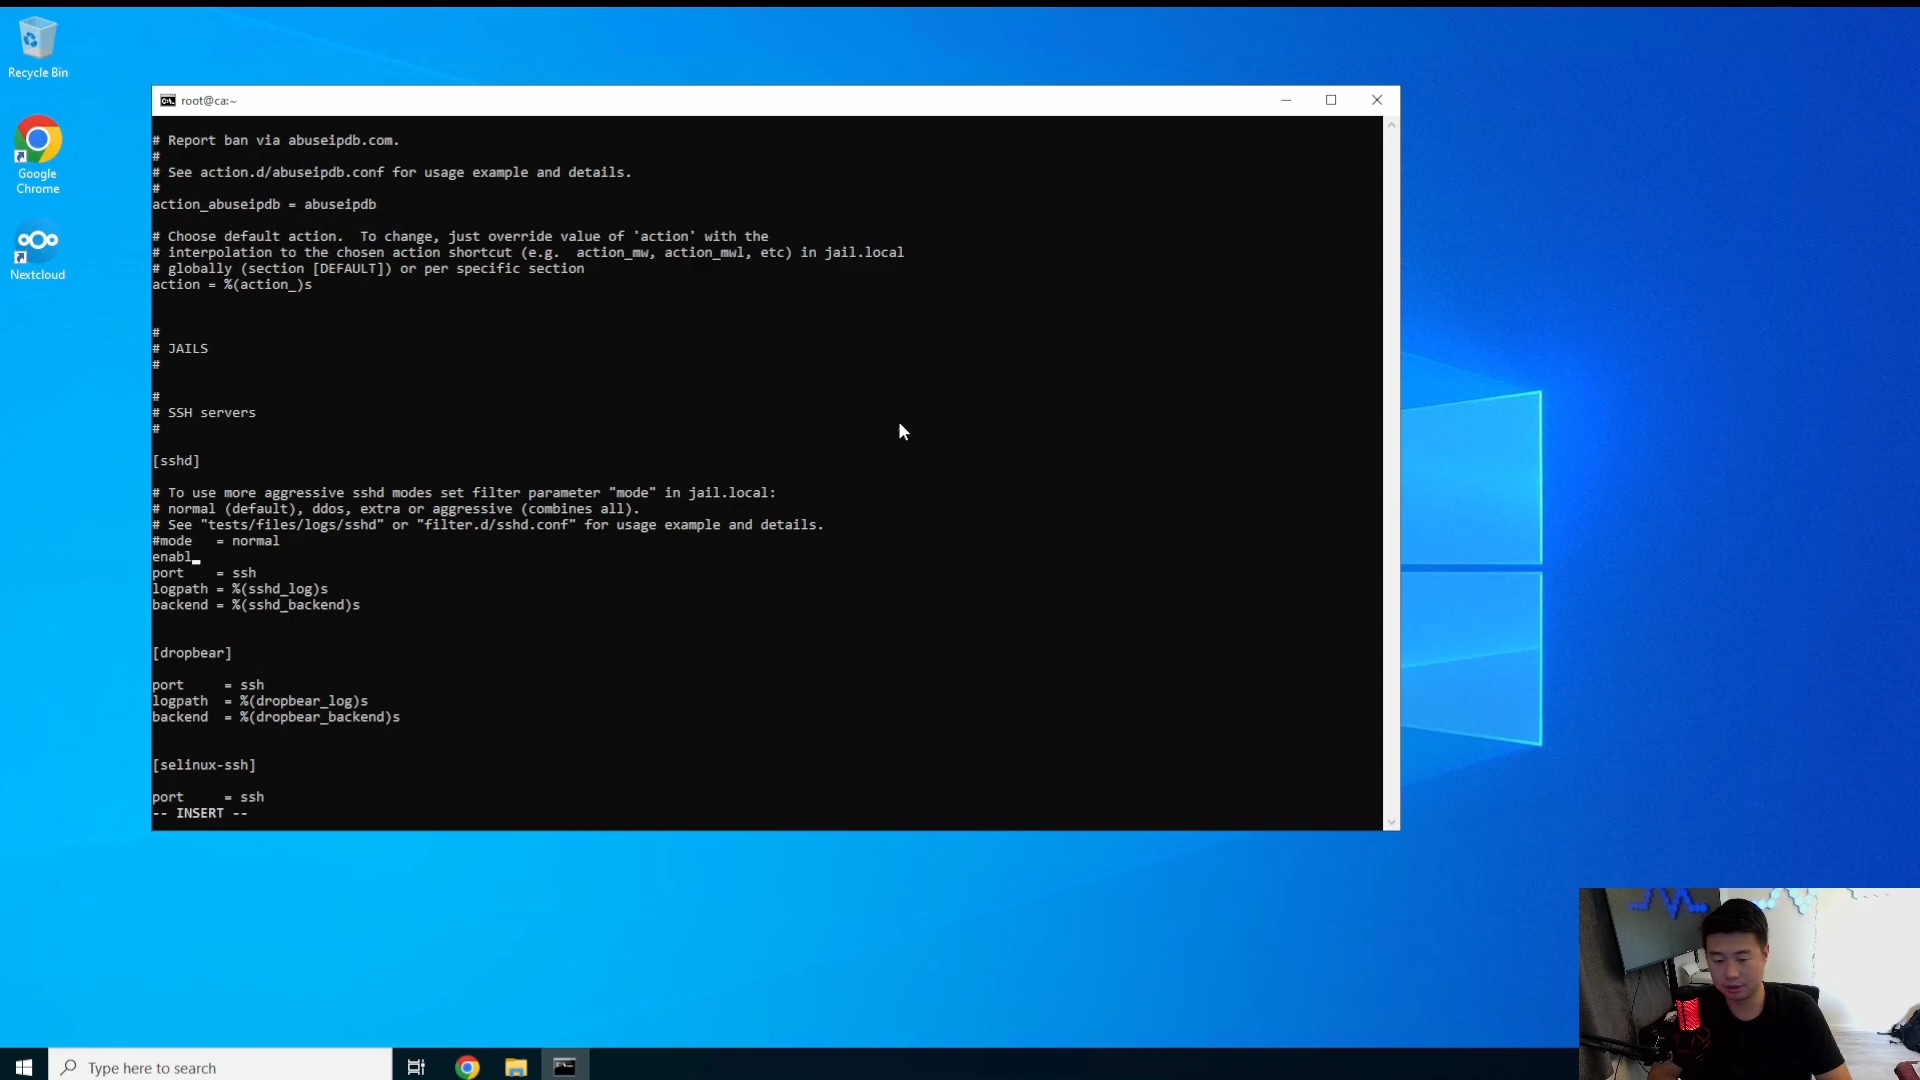 Recycle Bin
Google
Chrome
Nextcloud
root@ca:~
# Report ban via abuseipdb.com.
#
# See action.d/abuseipdb.conf for usage example and details.
#
action_abuseipdb = abuseipdb
# Choose default action.  To change, just override value of 'action' with the
# interpolation to the chosen action shortcut (e.g.  action_mw, action_mwl, etc) in jail.local
# globally (section [DEFAULT]) or per specific section
action = %(action_)s
#
# JAILS
#
#
# SSH servers
#
[sshd]
# To use more aggressive sshd modes set filter parameter "mode" in jail.local:
# normal (default), ddos, extra or aggressive (combines all).
# See "tests/files/logs/sshd" or "filter.d/sshd.conf" for usage example and details.
#mode   = normal
enabl
port    = ssh
logpath = %(sshd_log)s
backend = %(sshd_backend)s
[dropbear]
port     = ssh
logpath  = %(dropbear_log)s
backend  = %(dropbear_backend)s
[selinux-ssh]
port     = ssh
-- INSERT --
Type here to search